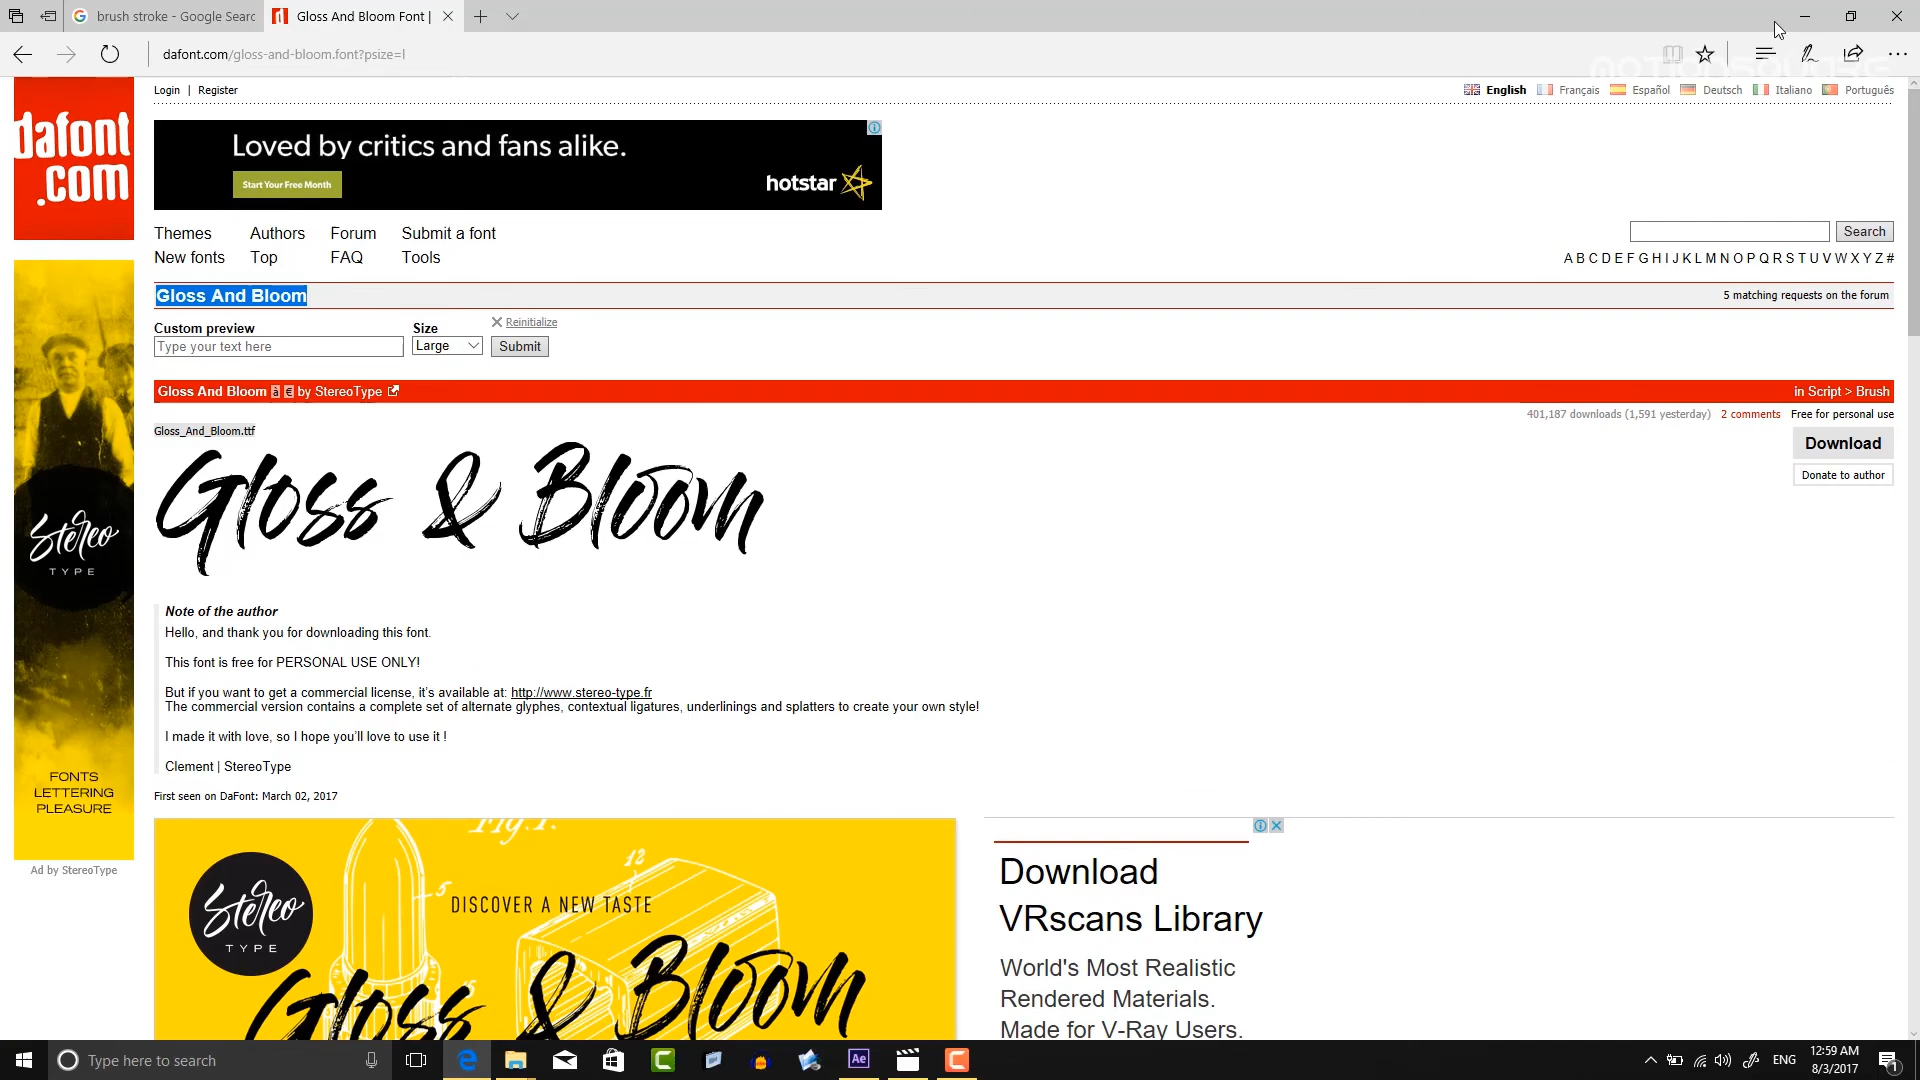 brush stroke - Google Searc
Gloss And Bloom Font |
dafont.com/gloss-and-bloom.font?psize=l
MOTIONSQUARE
Login | Register
English Français Español Deutsch Italiano Português
dafont
.com
Loved by critics and fans alike.
Start Your Free Month
hotstar
Themes Authors Forum Submit a font
New fonts Top FAQ Tools
Search
A B C D E F G H I J K L M N O P Q R S T U V W X Y Z #
Gloss And Bloom
5 matching requests on the forum
Custom preview
Size
Reinitialize
Type your text here
Large
Submit
Gloss And Bloom à € by StereoType
in Script > Brush
401,187 downloads (1,591 yesterday) 2 comments Free for personal use
Gloss_And_Bloom.ttf
Download
Donate to author
Gloss & Bloom
Stereo
TYPE
Note of the author
Hello, and thank you for downloading this font.
This font is free for PERSONAL USE ONLY!
But if you want to get a commercial license, it's available at: http://www.stereo-type.fr
The commercial version contains a complete set of alternate glyphes, contextual ligatures, underlinings and splatters to create your own style!
I made it with love, so I hope you'll love to use it !
Clement | StereoType
First seen on DaFont: March 02, 2017
FONTS
LETTERING
PLEASURE
Ad by StereoType
Fig.1.
12
5
Stereo
TYPE
DISCOVER A NEW TASTE
Gloss & Bloom
Download
VRscans Library
World's Most Realistic
Rendered Materials.
Made for V-Ray Users.
Type here to search
Ae
ENG
12:59 AM
8/3/2017
1